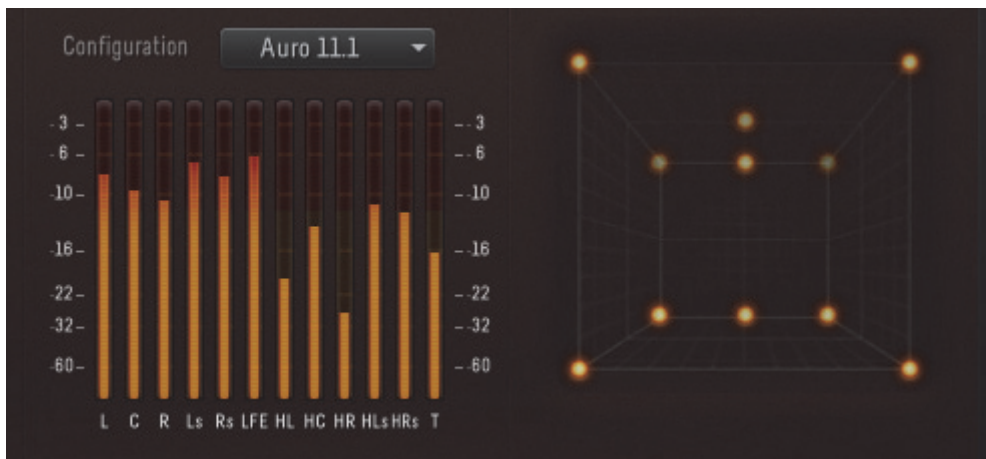 Configuration Auro 11.1
- 3 - - - 3
- 6 - - - 6
-10- - -10
-16 - - -16
-22 - - -22
-32 - - -32
-60- - -60
L C R Ls Rs LFE HL HC HR HLs HRs T